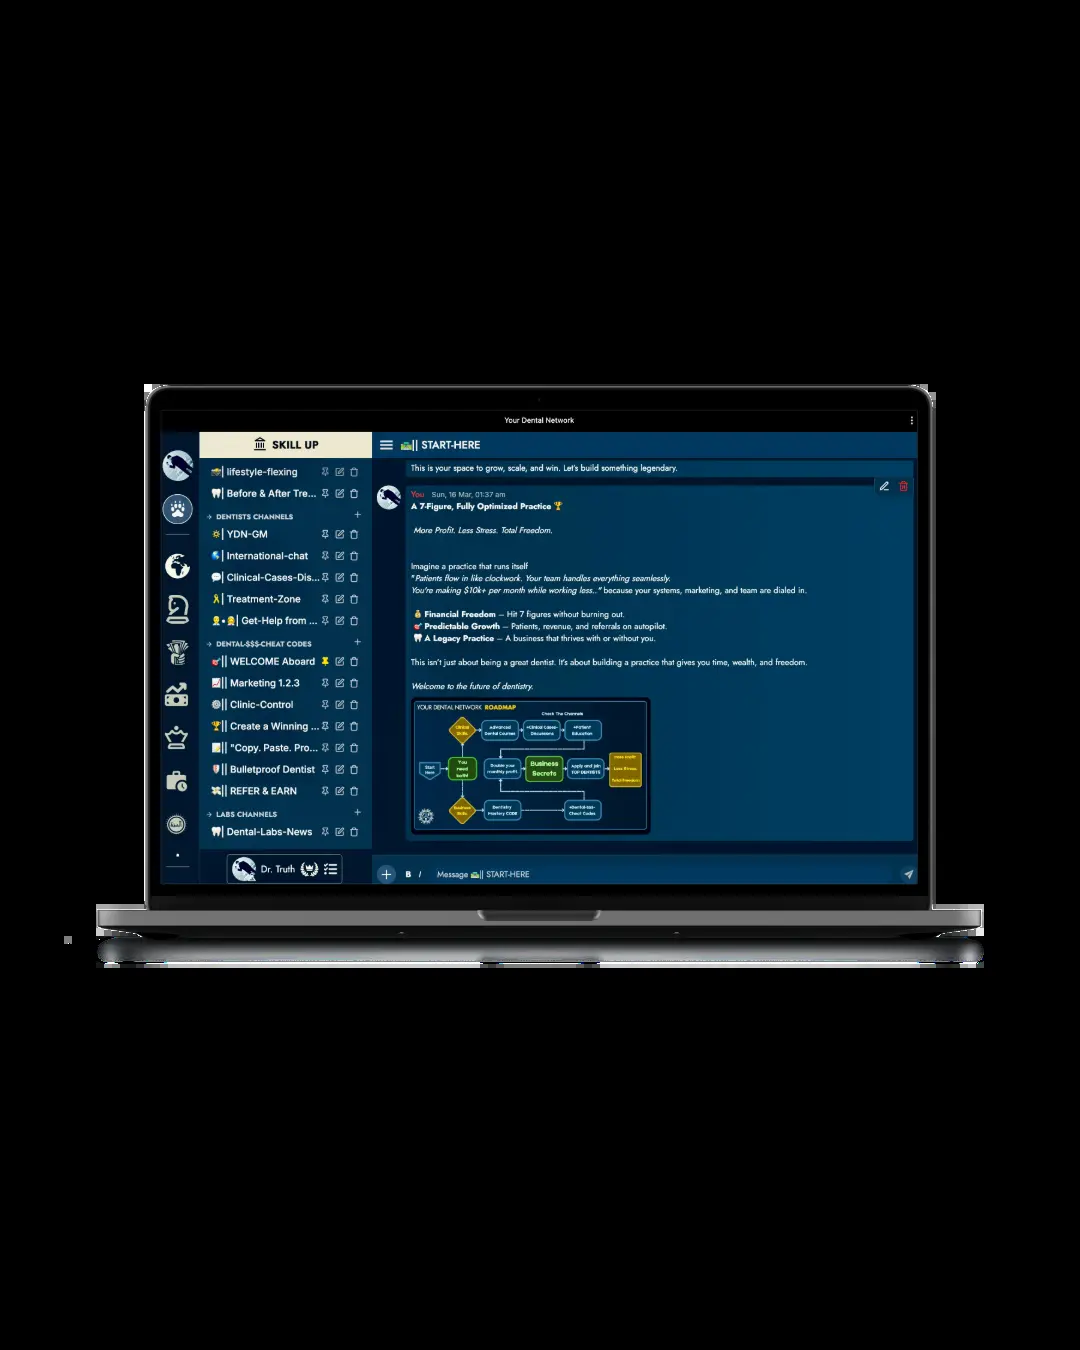 Your Dental Network
SKILL UP
lifestyle-flexing
Before & After Tre...
DENTISTS CHANNELS
YDN-GM
International-chat
Clinical-Cases-Dis...
Treatment-Zone
Get-Help from ...
DENTAL-$$$-CHEAT CODES
WELCOME Aboard
Marketing 1.2.3
Clinic-Control
Create a Winning ...
"Copy. Paste. Pro...
Bulletproof Dentist
REFER & EARN
LABS CHANNELS
Dental-Labs-News
Dr. Truth
START-HERE
This is your space to grow, scale, and win. Let's build something legendary.
You Sun, 16 Mar, 01:37 am
A 7-Figure, Fully Optimized Practice 🏆
More Profit. Less Stress. Total Freedom.
Imagine a practice that runs itself
"Patients flow in like clockwork. Your team handles everything seamlessly.
You're making $10k+ per month while working less.." because your systems, marketing, and team are dialed in.
💰 Financial Freedom – Hit 7 figures without burning out.
🎯 Predictable Growth – Patients, revenue, and referrals on autopilot.
🦷 A Legacy Practice – A business that thrives with or without you.
This isn't just about being a great dentist. It's about building a practice that gives you time, wealth, and freedom.
Welcome to the future of dentistry.
YOUR DENTAL NETWORK ROADMAP
Check The Channels
Clinical
Skills
Advanced
Dental Courses
+Clinical Cases-
Discussions
+Patient
Education
Start
Here
You
need
both!
Double your
monthly profit
Business
Secrets
Apply and join
TOP DENTISTS
More Profit
Less Stress
Total Freedom
Business
Skills
Dentistry
Mastery CODE
+Dental-$$$-
Cheat Codes
B I Message START-HERE